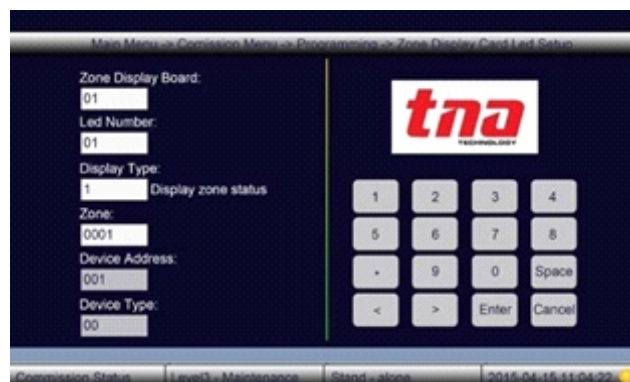 Main Menu -> Comission Menu -> Programming -> Zone Display Card Led Setup
Zone Display Board:
01
Led Number:
01
Display Type:
1 Display zone status
Zone:
0001
Device Address:
001
Device Type:
00
tna
TECHNOLOGY
1 2 3 4
5 6 7 8
. 9 0 Space
< > Enter Cancel
Commission Status Level3 - Maintenance Stand - alone 2015-04-15 11:04:22